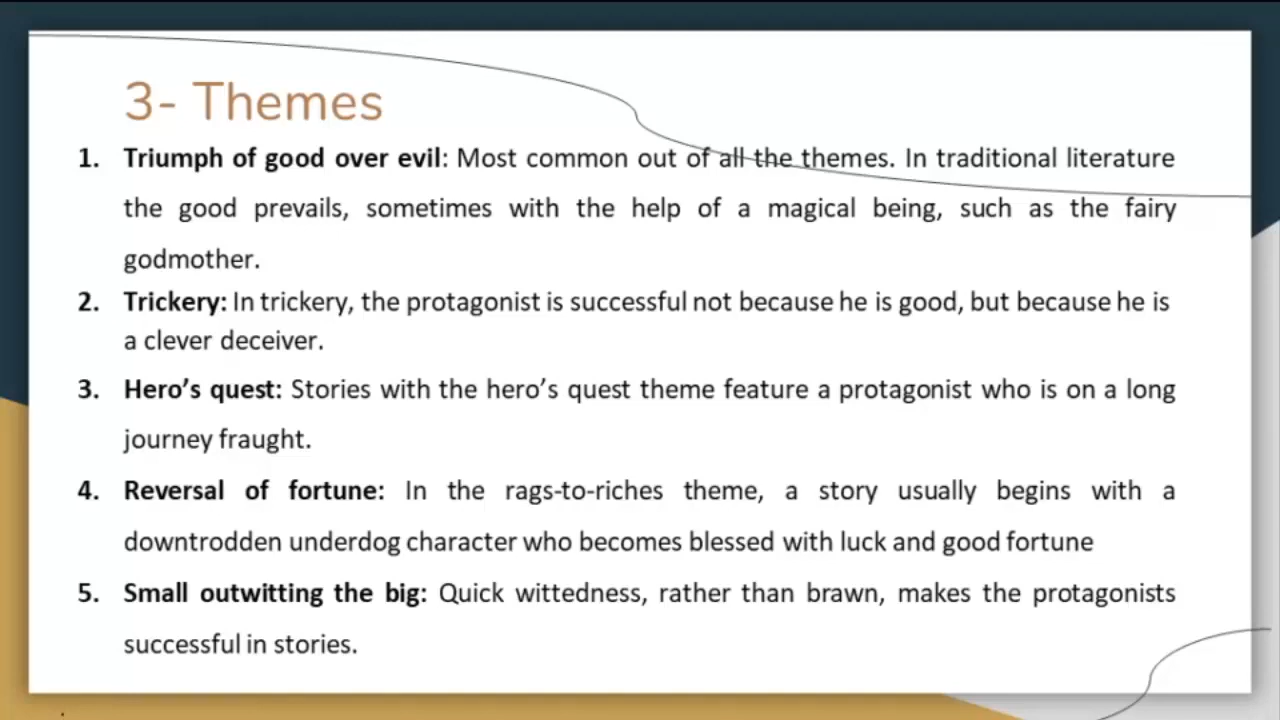 3- Themes
1. Triumph of good over evil: Most common out of all the themes. In traditional literature
the good prevails, sometimes with the help of a magical being, such as the fairy
godmother.
2. Trickery: In trickery, the protagonist is successful not because he is good, but because he is
a clever deceiver.
3. Hero’s quest: Stories with the hero’s quest theme feature a protagonist who is on a long
journey fraught.
4. Reversal of fortune: In the rags-to-riches theme, a story usually begins with a
downtrodden underdog character who becomes blessed with luck and good fortune
5. Small outwitting the big: Quick wittedness, rather than brawn, makes the protagonists
successful in stories.